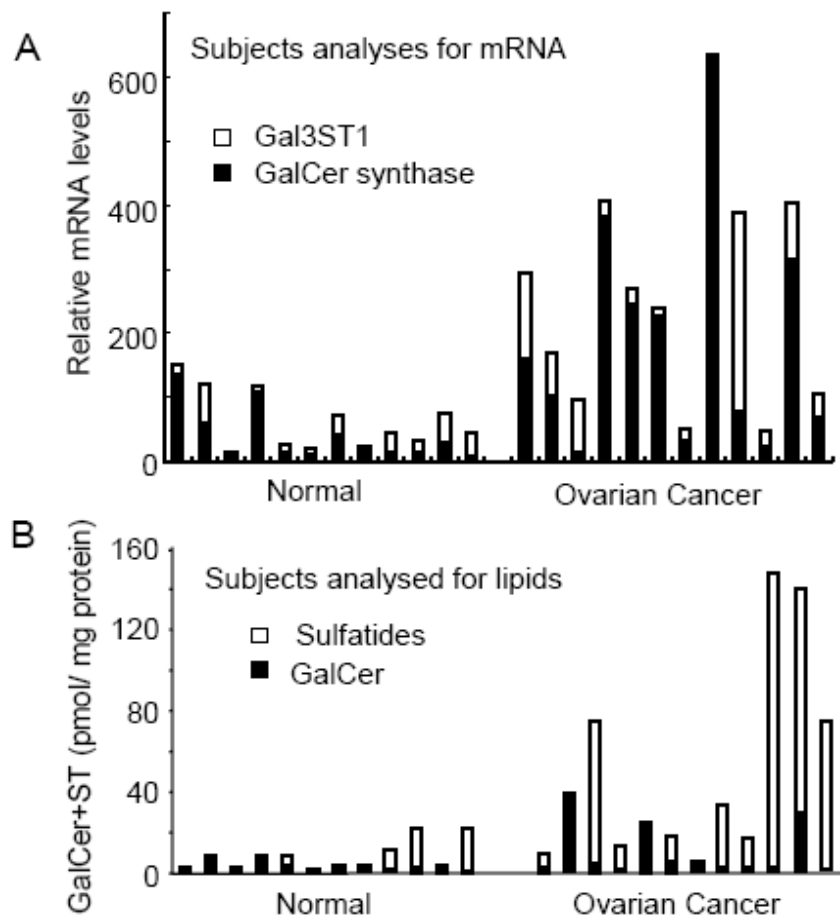 A
Subjects analyses for mRNA
Gal3ST1
GalCer synthase
Relative mRNA levels
600
400
200
0
Normal
Ovarian Cancer
B
Subjects analysed for lipids
Sulfatides
GalCer
GalCer+ST (pmol/ mg protein)
160
120
80
40
0
Normal
Ovarian Cancer